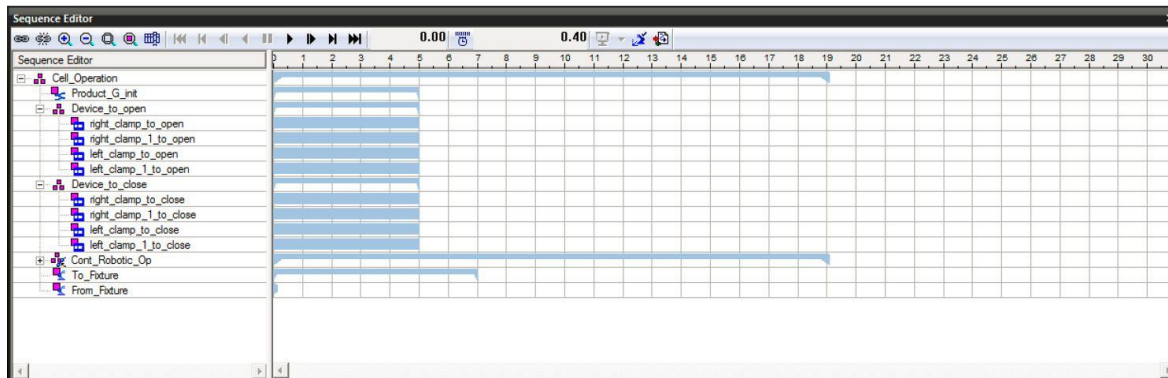 Sequence Editor
0.00 0.40
Sequence Editor 0 1 2 3 4 5 6 7 8 9 10 11 12 13 14 15 16 17 18 19 20 21 22 23 24 25 26 27 28 29 30
Cell_Operation
Product_G_init
Device_to_open
right_clamp_to_open
right_clamp_1_to_open
left_clamp_to_open
left_clamp_1_to_open
Device_to_close
right_clamp_to_close
right_clamp_1_to_close
left_clamp_to_close
left_clamp_1_to_close
Cont_Robotic_Op
To_Fixture
From_Fixture